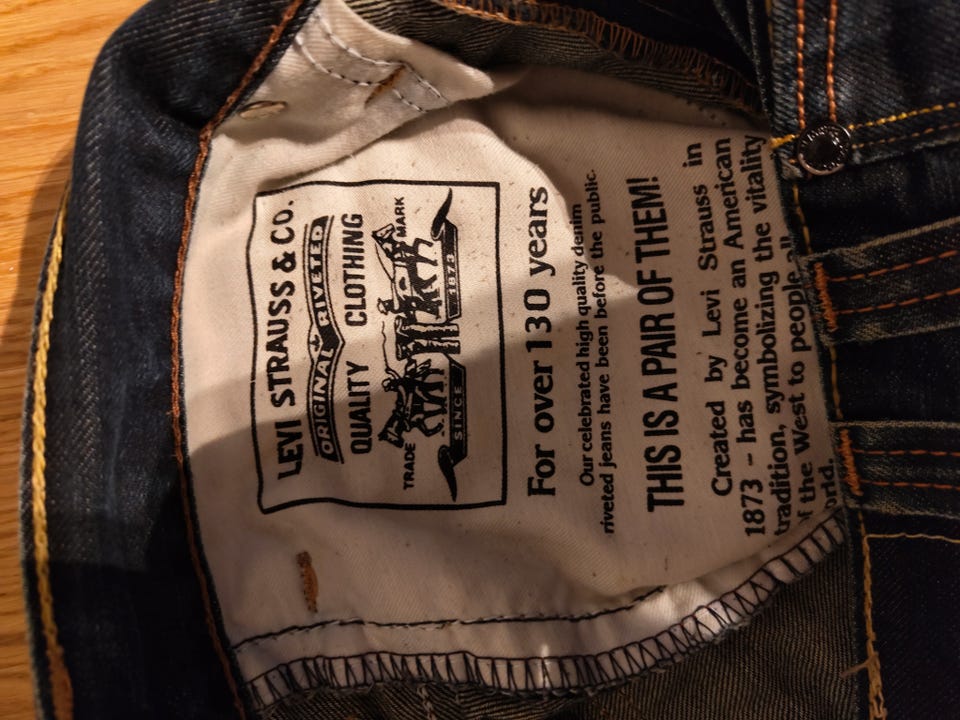 LEVI STRAUSS & CO.
ORIGINAL RIVETED
QUALITY CLOTHING
TRADE MARK
SINCE 1873
For over 130 years
Our celebrated high quality denim
riveted jeans have been before the public.
THIS IS A PAIR OF THEM!
Created by Levi Strauss in
1873 – has become an American
tradition, symbolizing the vitality
of the West to people all